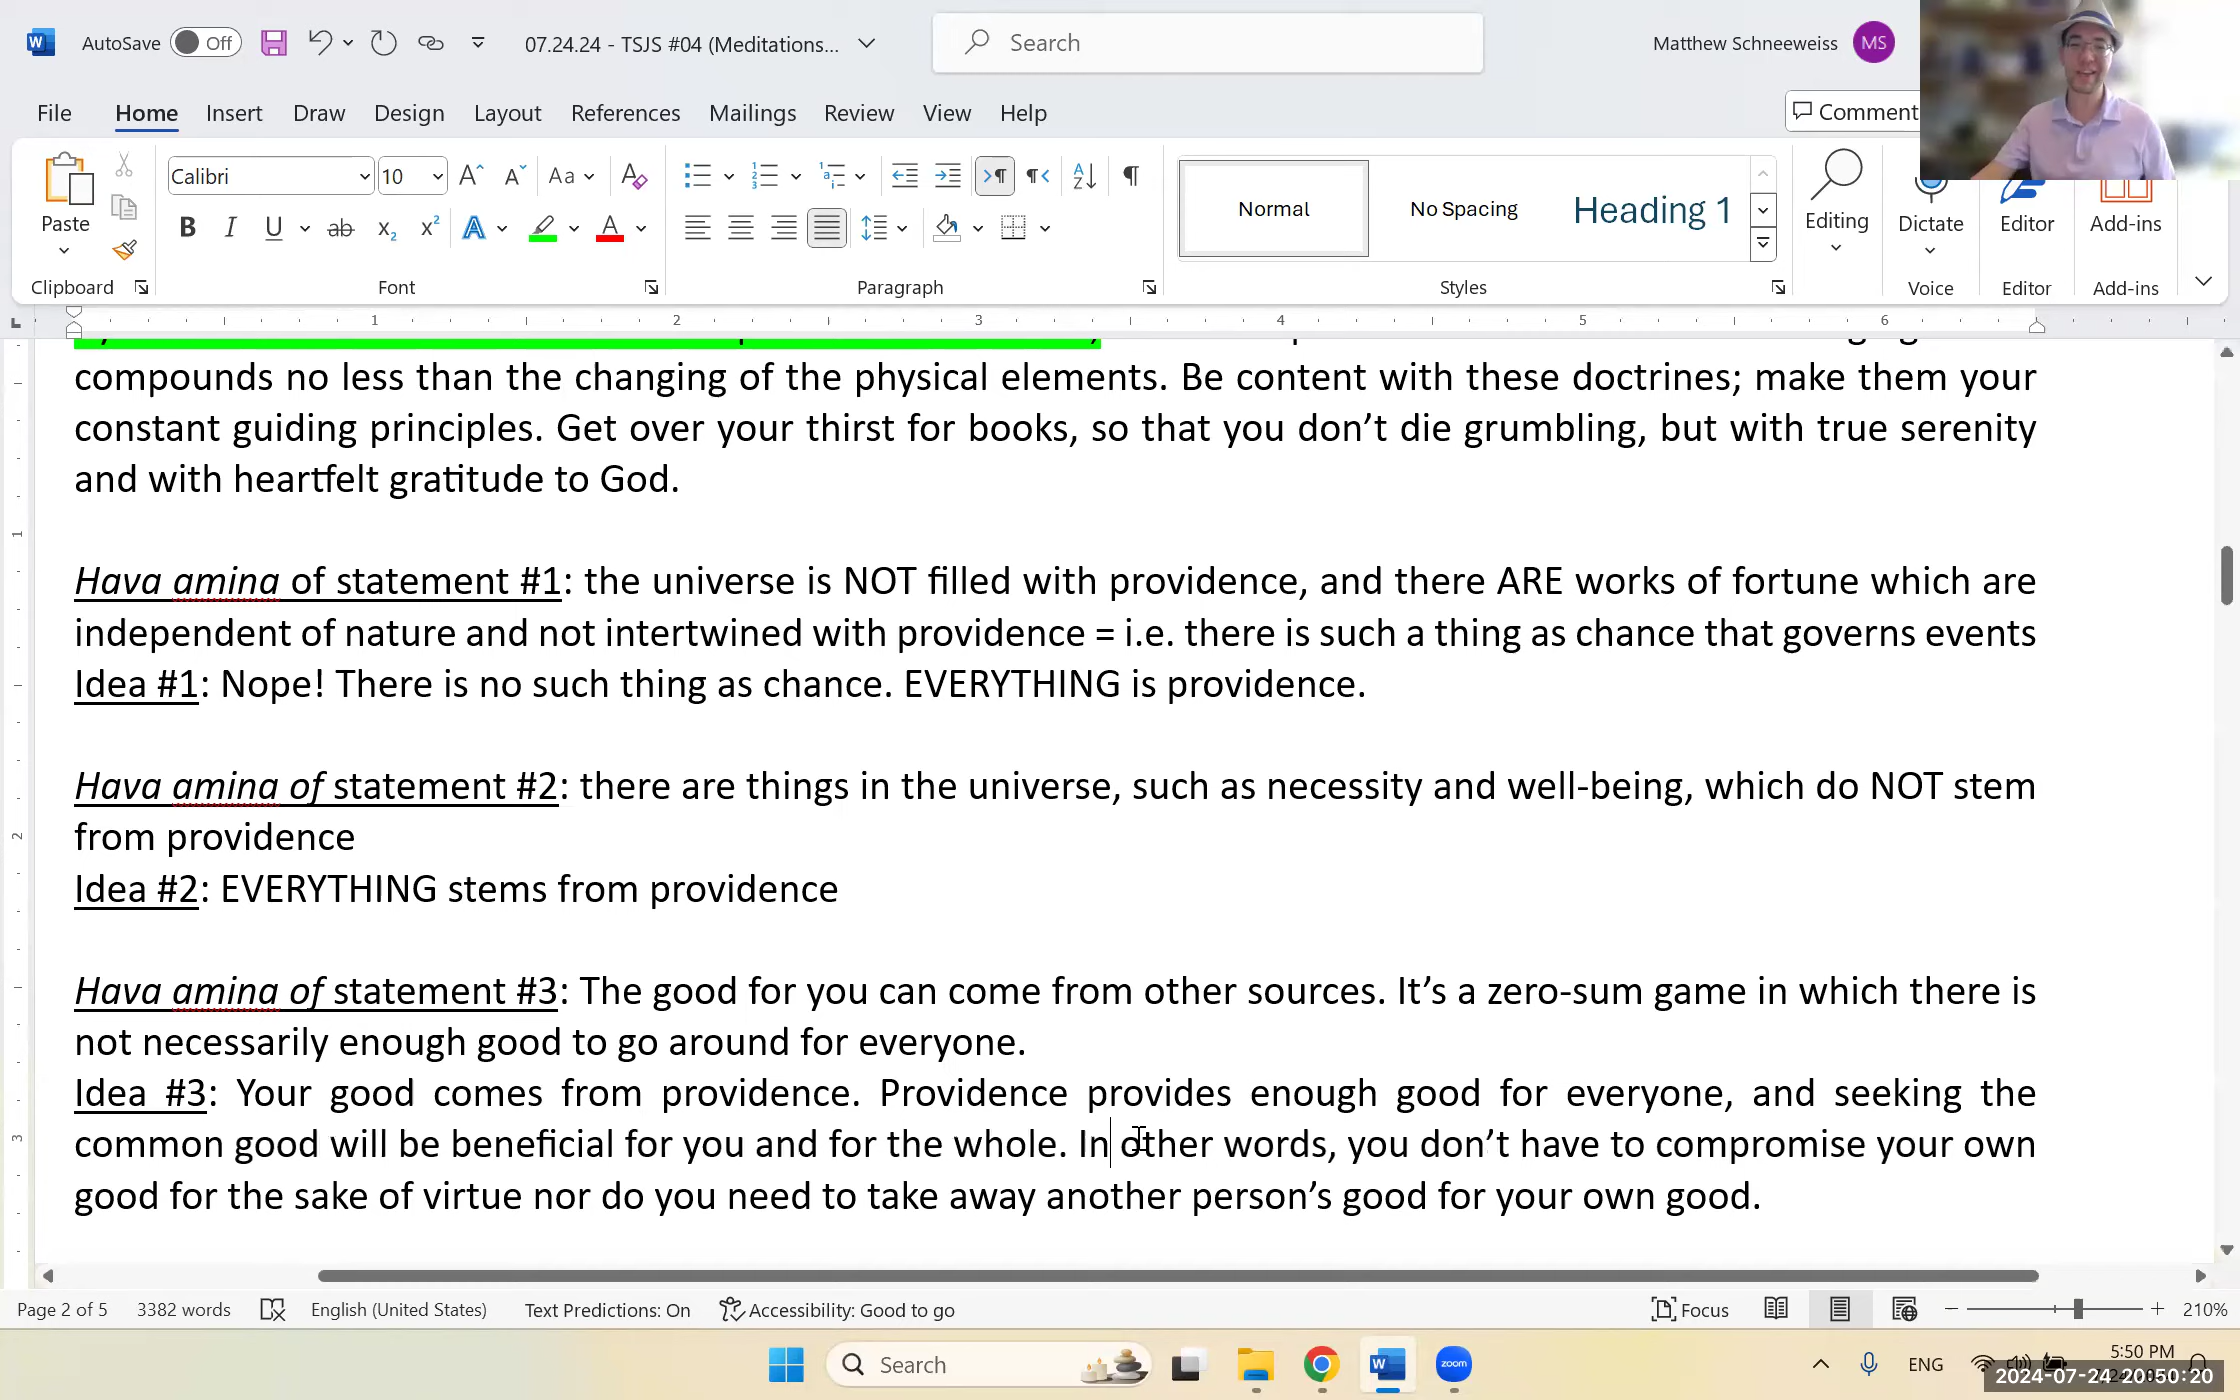 AutoSave Off 07.24.24 - TSJS #04 (Meditations... Search Matthew Schneeweiss MS
File Home Insert Draw Design Layout References Mailings Review View Help Comment
Paste Calibri 10 Aa Normal No Spacing Heading 1 Editing Dictate Editor Add-ins
Clipboard Font Paragraph Styles Voice Editor Add-ins
1 2 3 4 5 6
compounds no less than the changing of the physical elements. Be content with these doctrines; make them your
constant guiding principles. Get over your thirst for books, so that you don’t die grumbling, but with true serenity
and with heartfelt gratitude to God.
Hava amina of statement #1: the universe is NOT filled with providence, and there ARE works of fortune which are
independent of nature and not intertwined with providence = i.e. there is such a thing as chance that governs events
Idea #1: Nope! There is no such thing as chance. EVERYTHING is providence.
Hava amina of statement #2: there are things in the universe, such as necessity and well-being, which do NOT stem
from providence
Idea #2: EVERYTHING stems from providence
Hava amina of statement #3: The good for you can come from other sources. It’s a zero-sum game in which there is
not necessarily enough good to go around for everyone.
Idea #3: Your good comes from providence. Providence provides enough good for everyone, and seeking the
common good will be beneficial for you and for the whole. In other words, you don’t have to compromise your own
good for the sake of virtue nor do you need to take away another person’s good for your own good.
Page 2 of 5 3382 words English (United States) Text Predictions: On Accessibility: Good to go Focus 210%
Search zoom ENG 5:50 PM
2024-07-24 20:50:20